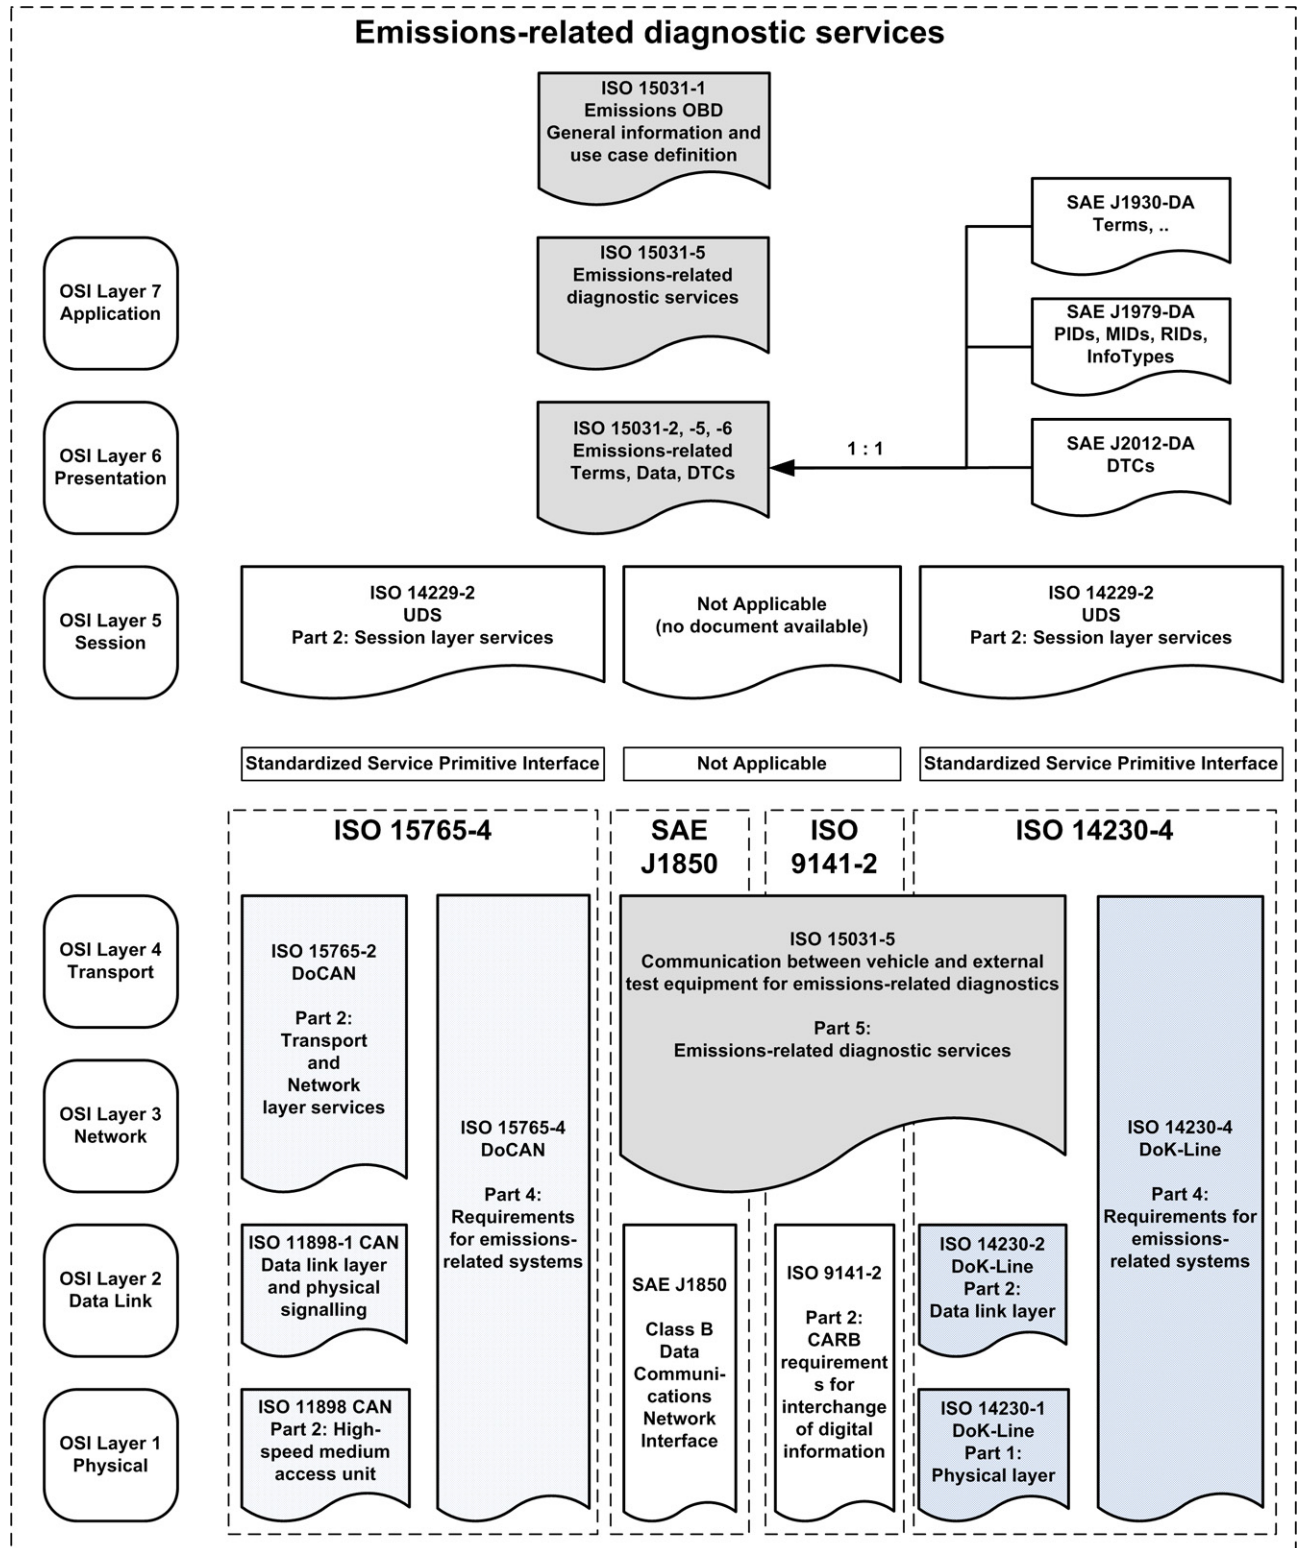 Emissions-related diagnostic services
ISO 15031-1
Emissions OBD
General information and
use case definition
SAE J1930-DA
Terms, ..
OSI Layer 7
Application
ISO 15031-5
Emissions-related
diagnostic services
SAE J1979-DA
PIDs, MIDs, RIDs,
InfoTypes
OSI Layer 6
Presentation
ISO 15031-2, -5, -6
Emissions-related
Terms, Data, DTCs
1 : 1
SAE J2012-DA
DTCs
OSI Layer 5
Session
ISO 14229-2
UDS
Part 2: Session layer services
Not Applicable
(no document available)
ISO 14229-2
UDS
Part 2: Session layer services
Standardized Service Primitive Interface
Not Applicable
Standardized Service Primitive Interface
ISO 15765-4
SAE
J1850
ISO
9141-2
ISO 14230-4
OSI Layer 4
Transport
ISO 15765-2
DoCAN
Part 2:
Transport
and
Network
layer services
ISO 15031-5
Communication between vehicle and external
test equipment for emissions-related diagnostics
Part 5:
Emissions-related diagnostic services
OSI Layer 3
Network
ISO 15765-4
DoCAN
Part 4:
Requirements
for emissions-
related systems
ISO 14230-4
DoK-Line
Part 4:
Requirements for
emissions-
related systems
OSI Layer 2
Data Link
ISO 11898-1 CAN
Data link layer
and physical
signalling
SAE J1850
Class B
Data
Communi-
cations
Network
Interface
ISO 9141-2
Part 2:
CARB
requirement
s for
interchange
of digital
information
ISO 14230-2
DoK-Line
Part 2:
Data link layer
OSI Layer 1
Physical
ISO 11898 CAN
Part 2: High-
speed medium
access unit
ISO 14230-1
DoK-Line
Part 1:
Physical layer